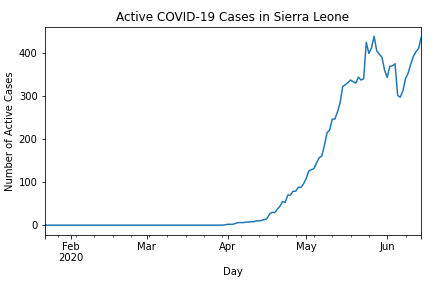 Active COVID-19 Cases in Sierra Leone
Number of Active Cases
400
300
200
100
0
Feb
2020
Mar
Apr
May
Jun
Day